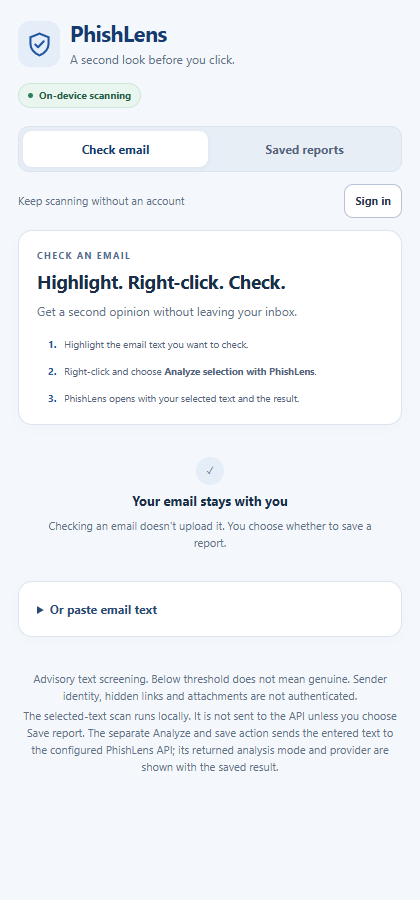 PhishLens
A second look before you click.
On-device scanning
Check email
Saved reports
Keep scanning without an account
Sign in
CHECK AN EMAIL
Highlight. Right-click. Check.
Get a second opinion without leaving your inbox.
1. Highlight the email text you want to check.
2. Right-click and choose Analyze selection with PhishLens.
3. PhishLens opens with your selected text and the result.
Your email stays with you
Checking an email doesn't upload it. You choose whether to save a
report.
Or paste email text
Advisory text screening. Below threshold does not mean genuine. Sender
identity, hidden links and attachments are not authenticated.
The selected-text scan runs locally. It is not sent to the API unless you choose
Save report. The separate Analyze and save action sends the entered text to
the configured PhishLens API; its returned analysis mode and provider are
shown with the saved result.